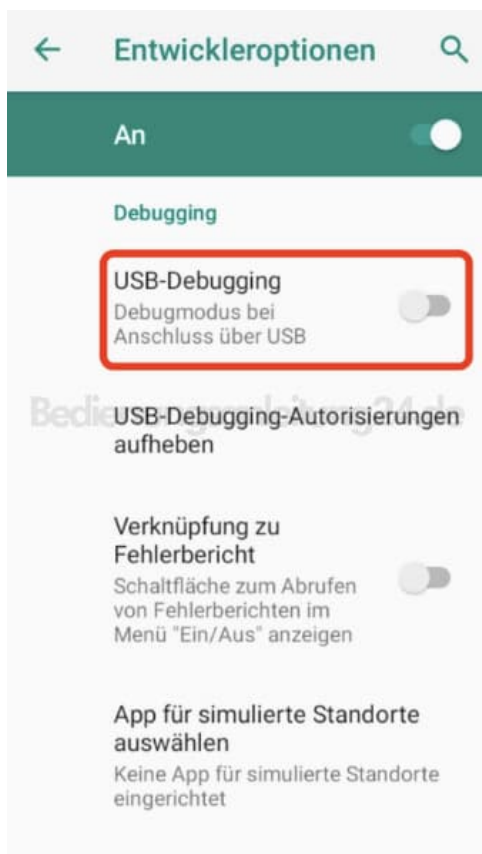 Entwickleroptionen
An
Debugging
USB-Debugging
Debugmodus bei
Anschluss über USB
USB-Debugging-Autorisierungen
aufheben
Verknüpfung zu
Fehlerbericht
Schaltfläche zum Abrufen
von Fehlerberichten im
Menü "Ein/Aus" anzeigen
App für simulierte Standorte
auswählen
Keine App für simulierte Standorte
eingerichtet